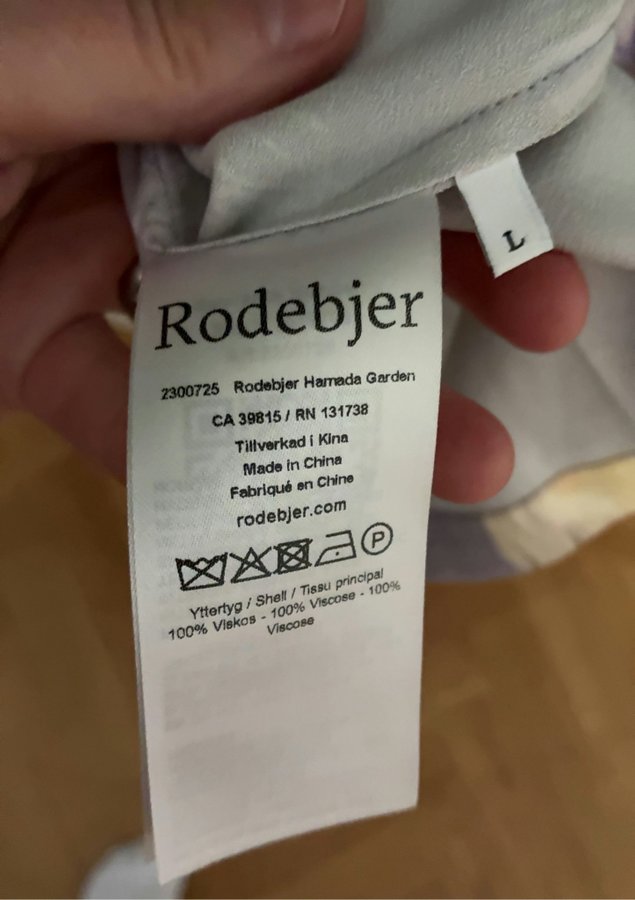 L
Rodebjer
2300725 Rodebjer Hamada Garden
CA 39815 / RN 131738
Tillverkad i Kina
Made in China
Fabriqué en Chine
rodebjer.com
P
Yttertyg / Shell / Tissu principal
100% Viskos - 100% Viscose - 100%
Viscose